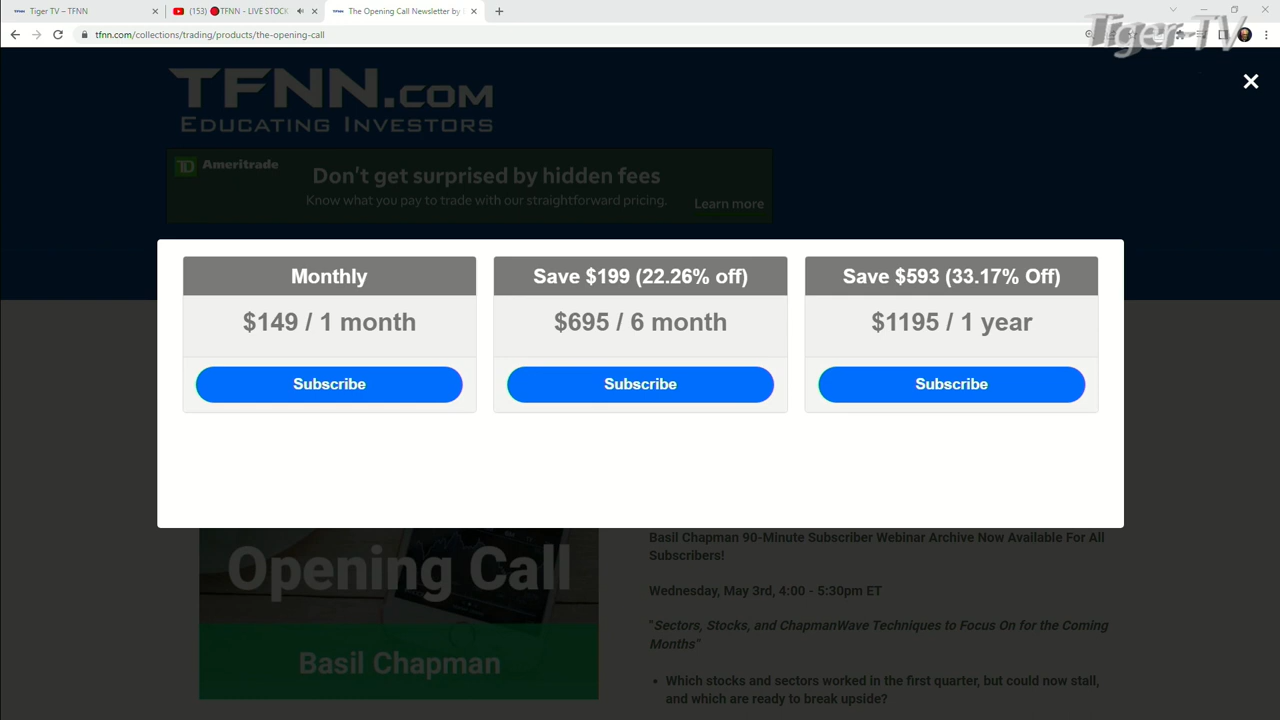 Tiger TV – TFNN
(153) 🔴TFNN - LIVE STOCK
The Opening Call Newsletter by
tfnn.com/collections/trading/products/the-opening-call
Tiger TV
TFNN.COM
EDUCATING INVESTORS
TD Ameritrade
Don't get surprised by hidden fees
Know what you pay to trade with our straightforward pricing.
Learn more
Monthly
$149 / 1 month
Subscribe
Save $199 (22.26% off)
$695 / 6 month
Subscribe
Save $593 (33.17% Off)
$1195 / 1 year
Subscribe
Opening Call
Basil Chapman
Basil Chapman 90-Minute Subscriber Webinar Archive Now Available For All
Subscribers!
Wednesday, May 3rd, 4:00 - 5:30pm ET
"Sectors, Stocks, and ChapmanWave Techniques to Focus On for the Coming
Months"
• Which stocks and sectors worked in the first quarter, but could now stall,
and which are ready to break upside?